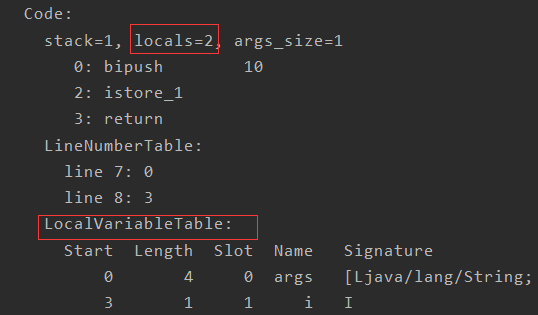 Code:
stack=1, locals=2, args_size=1
0: bipush 10
2: istore_1
3: return
LineNumberTable:
line 7: 0
line 8: 3
LocalVariableTable:
Start Length Slot Name Signature
0 4 0 args [Ljava/lang/String;
3 1 1 i I